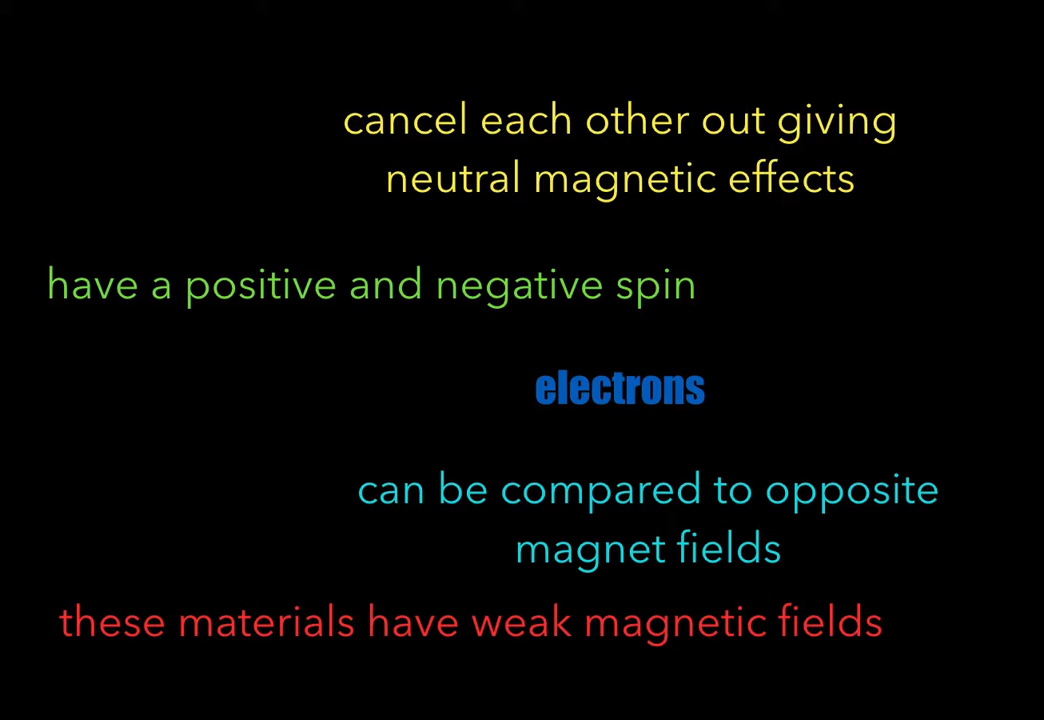 cancel each other out giving
neutral magnetic effects
have a positive and negative spin
electrons
can be compared to opposite
magnet fields
these materials have weak magnetic fields